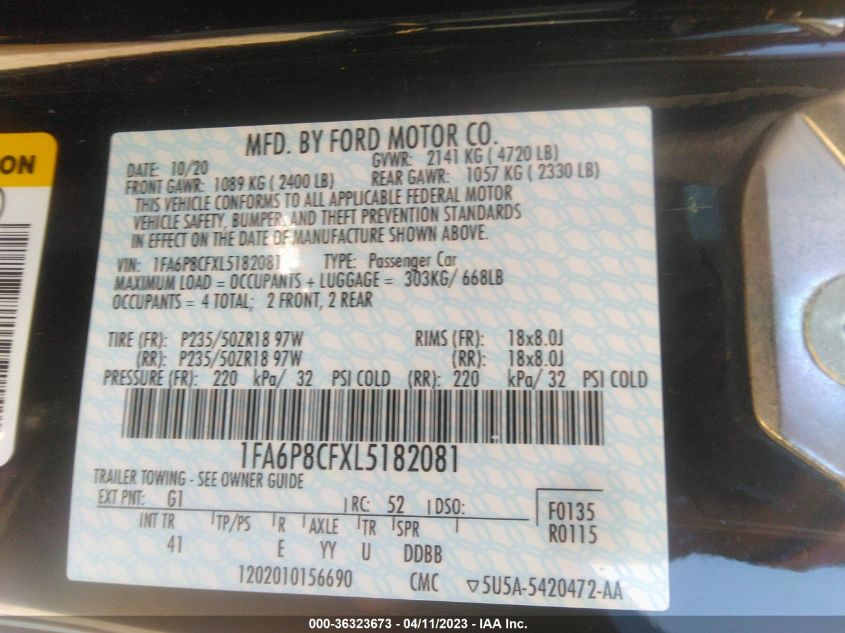 ON
MFD. BY FORD MOTOR CO.
DATE: 10/20 GVWR: 2141 KG ( 4720 LB)
FRONT GAWR: 1089 KG ( 2400 LB) REAR GAWR: 1057 KG ( 2330 LB)
THIS VEHICLE CONFORMS TO ALL APPLICABLE FEDERAL MOTOR
VEHICLE SAFETY, BUMPER, AND THEFT PREVENTION STANDARDS
IN EFFECT ON THE DATE OF MANUFACTURE SHOWN ABOVE.
VIN: 1FA6P8CFXL5182081 TYPE: Passenger Car
MAXIMUM LOAD = OCCUPANTS + LUGGAGE = 303KG/ 668LB
OCCUPANTS = 4 TOTAL; 2 FRONT, 2 REAR
TIRE (FR): P235/50ZR18 97W RIMS (FR): 18x8.0J
(RR): P235/50ZR18 97W (RR): 18x8.0J
PRESSURE (FR): 220 kPa/ 32 PSI COLD (RR): 220 kPa/ 32 PSI COLD
1FA6P8CFXL5182081
TRAILER TOWING - SEE OWNER GUIDE
EXT PNT: G1 RC: 52 DSO:
F0135
INT TR TP/PS R AXLE TR SPR
R0115
41 E YY U DDBB
1202010156690 CMC ▽5U5A-5420472-AA
000-36323673 - 04/11/2023 - IAA Inc.